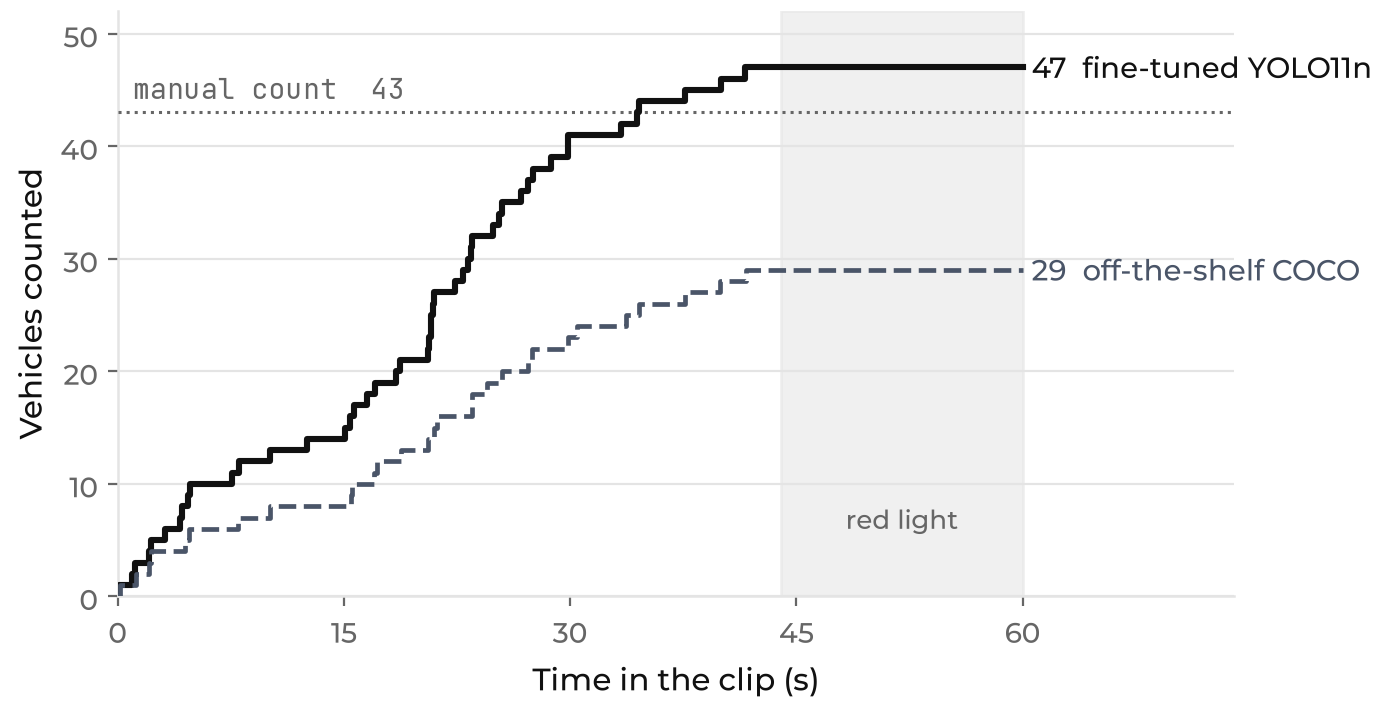 50
47 fine-tuned YOLO11n
manual count 43
40
Vehicles counted
30
29 off-the-shelf COCO
20
10
red light
0
0 15 30 45 60
Time in the clip (s)